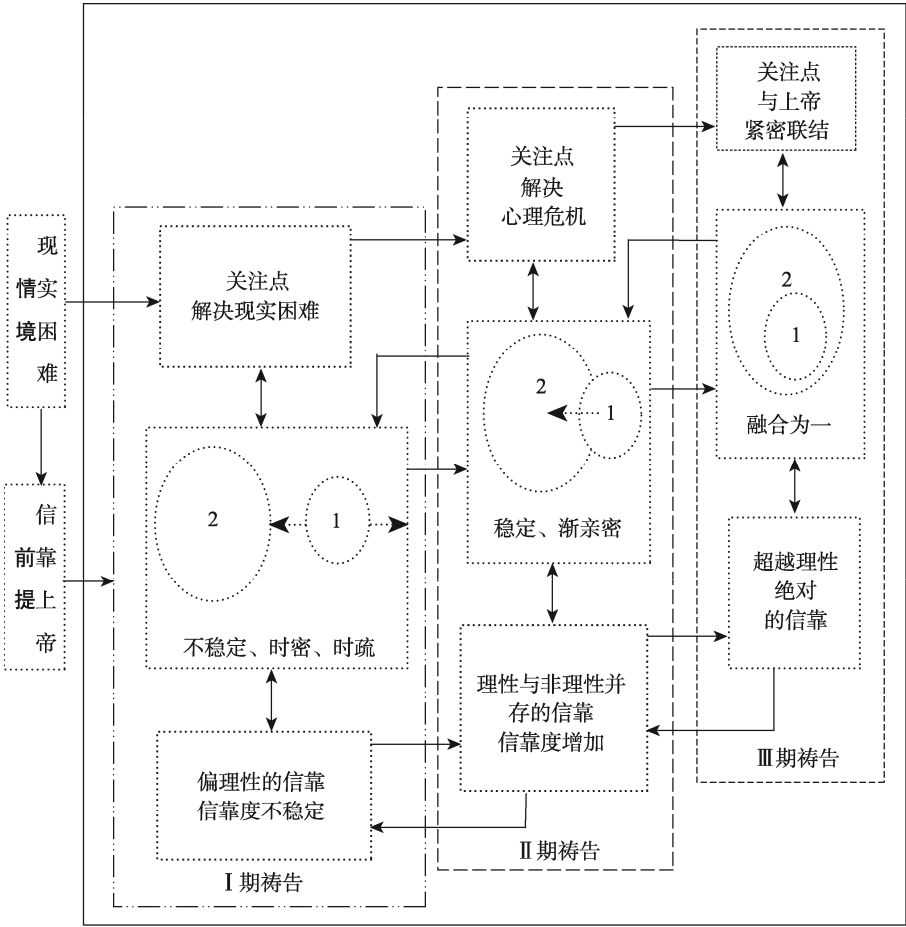 现
情实
境困
难
信
前靠
提上
帝
关注点
解决现实困难
2
1
不稳定、时密、时疏
偏理性的信靠
信靠度不稳定
Ⅰ期祷告
关注点
解决
心理危机
2
1
稳定、渐亲密
理性与非理性并
存的信靠
信靠度增加
Ⅱ期祷告
关注点
与上帝
紧密联结
2
1
融合为一
超越理性
绝对
的信靠
Ⅲ期祷告